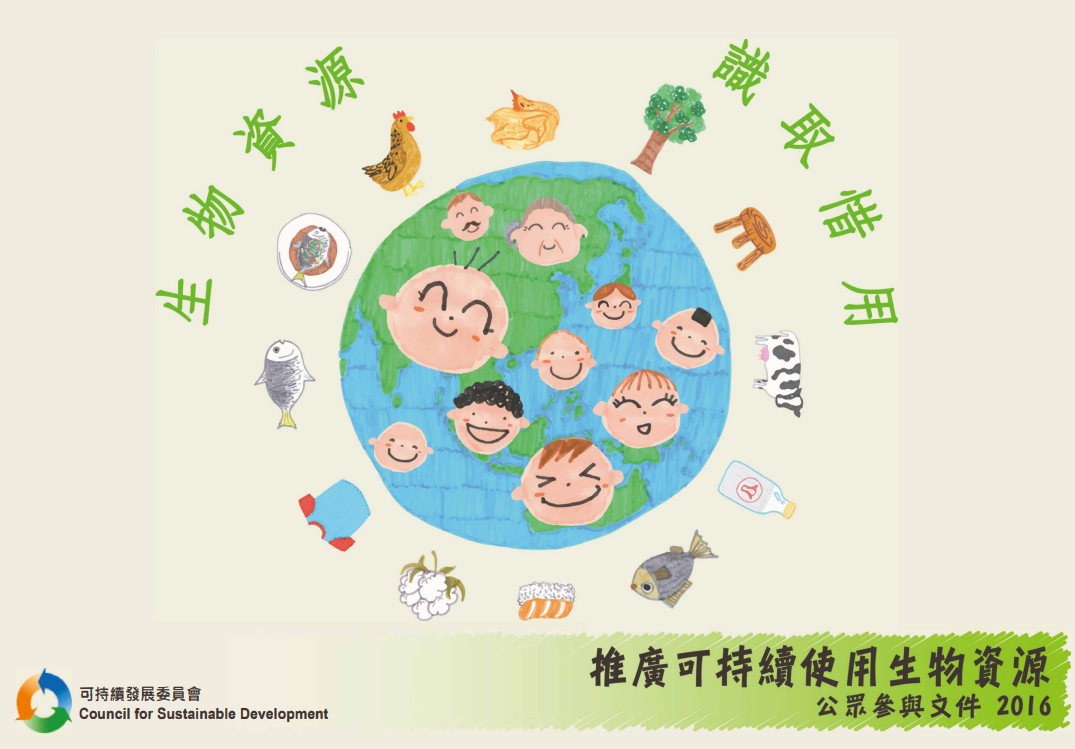 生物資源
識取惜用
推廣可持續使用生物資源
公眾參與文件 2016
可持續發展委員會
Council for Sustainable Development